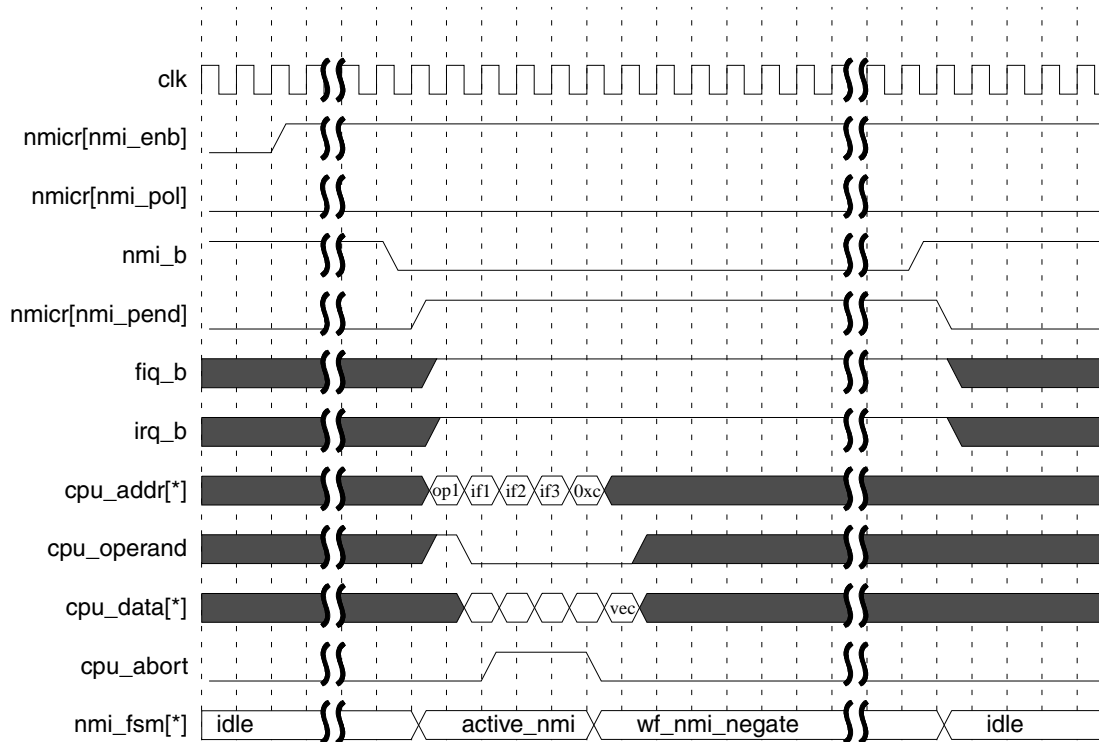 clk
nmicr[nmi_enb]
nmicr[nmi_pol]
nmi_b
nmicr[nmi_pend]
fiq_b
irq_b
cpu_addr[*] op1 if1 if2 if3 0xc
cpu_operand
cpu_data[*] vec
cpu_abort
nmi_fsm[*] idle active_nmi wf_nmi_negate idle